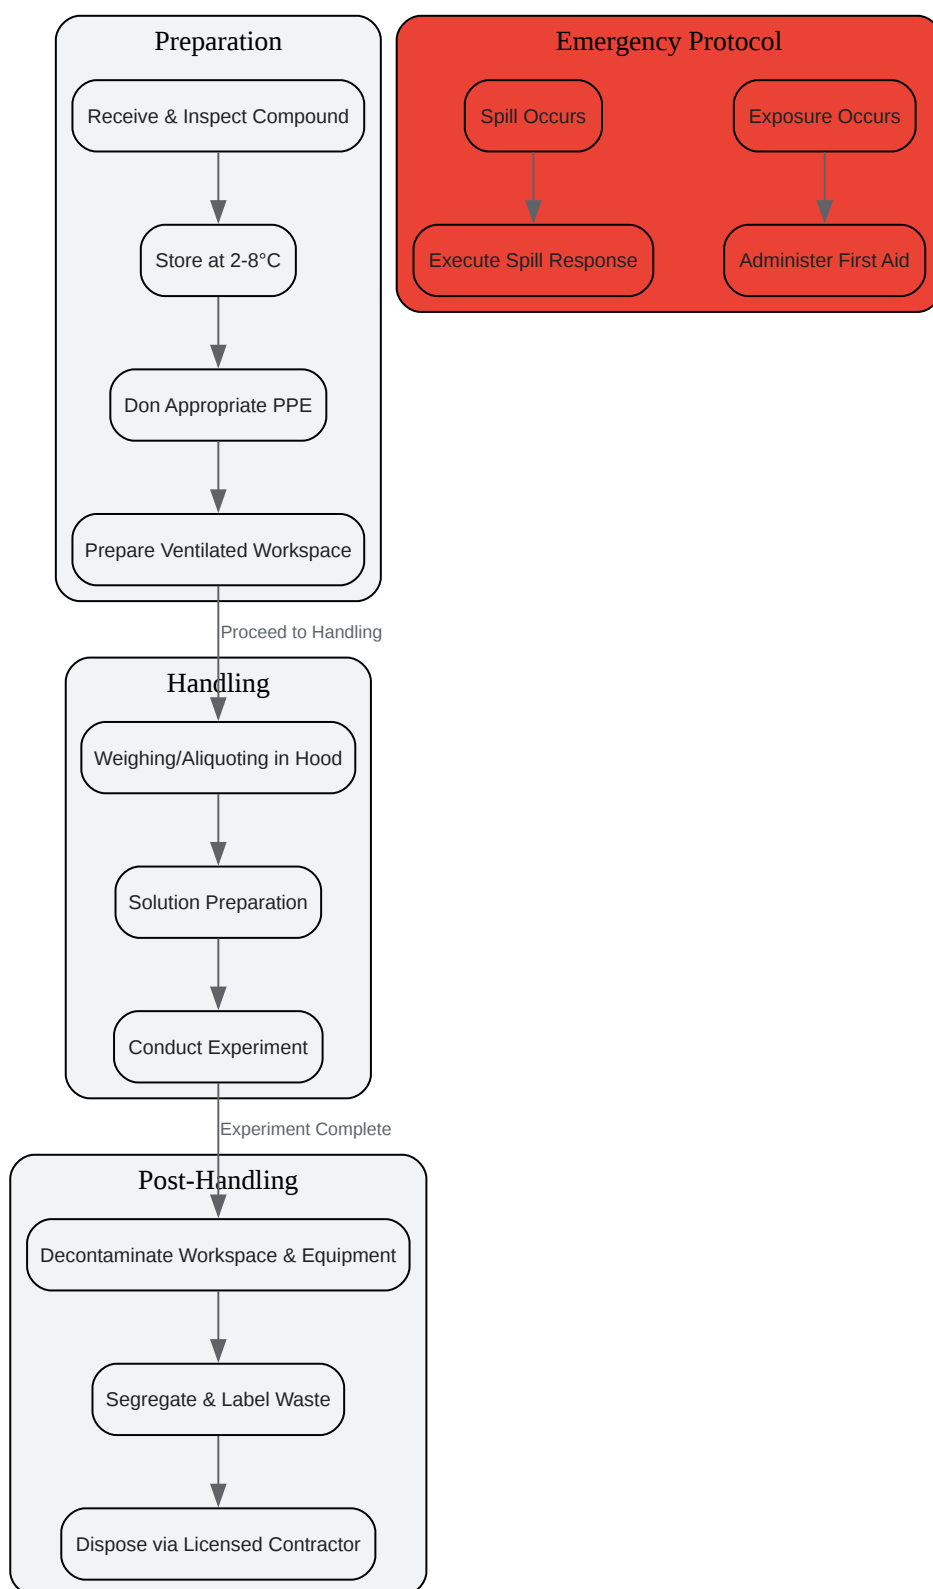 Preparation
Receive & Inspect Compound
Store at 2-8°C
Don Appropriate PPE
Prepare Ventilated Workspace
Emergency Protocol
Spill Occurs
Exposure Occurs
Execute Spill Response
Administer First Aid
Proceed to Handling
Handling
Weighing/Aliquoting in Hood
Solution Preparation
Conduct Experiment
Experiment Complete
Post-Handling
Decontaminate Workspace & Equipment
Segregate & Label Waste
Dispose via Licensed Contractor